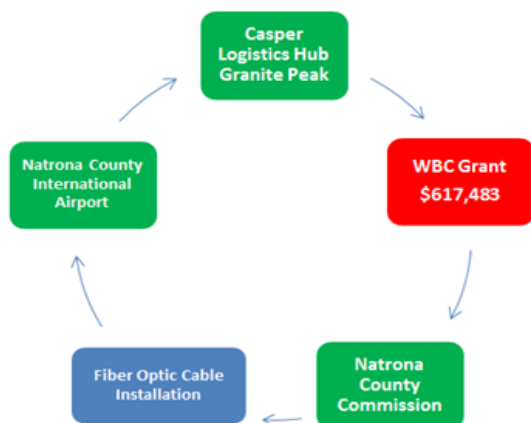 Casper
Logistics Hub
Granite Peak
WBC Grant
$617,483
Natrona
County
Commission
Fiber Optic Cable
Installation
Natrona County
International
Airport